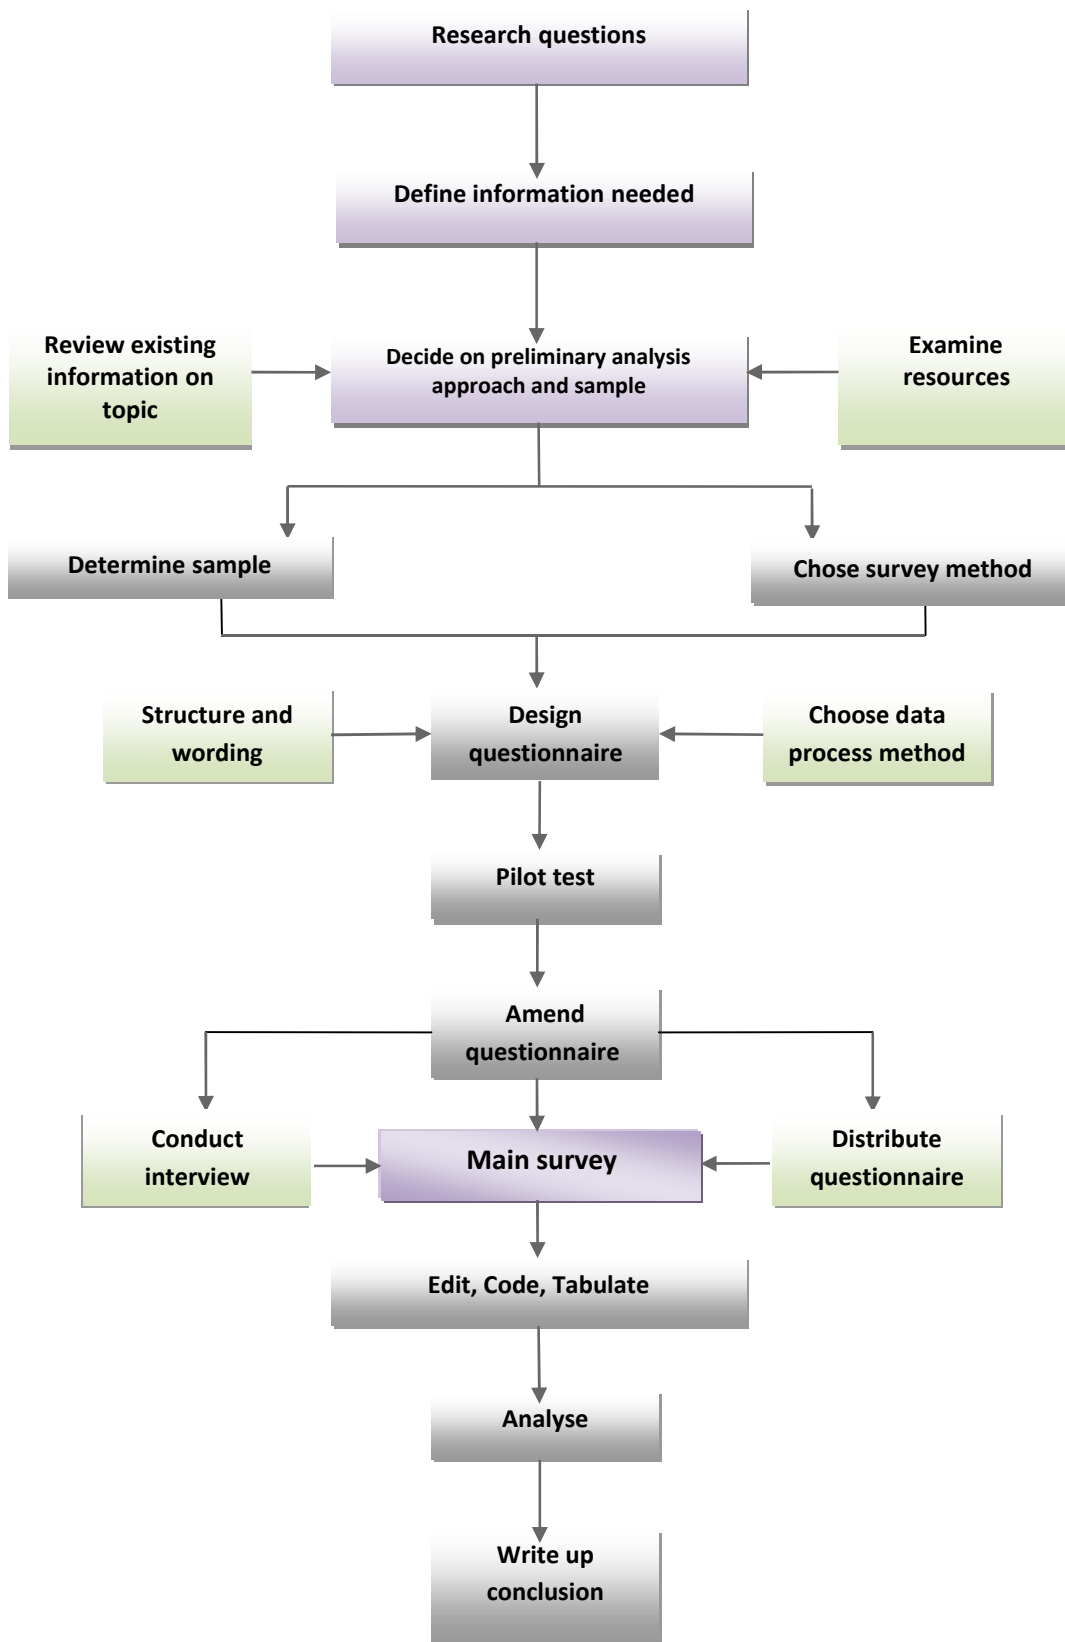 Research questions
Define information needed
Review existing
information on
topic
Decide on preliminary analysis
approach and sample
Examine
resources
Determine sample
Chose survey method
Structure and
wording
Design
questionnaire
Choose data
process method
Pilot test
Amend
questionnaire
Conduct
interview
Main survey
Distribute
questionnaire
Edit, Code, Tabulate
Analyse
Write up
conclusion